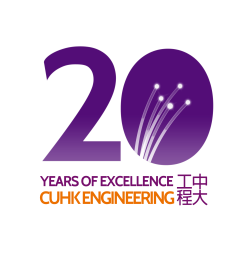 20
YEARS OF EXCELLENCE
CUHK ENGINEERING
中大
工程